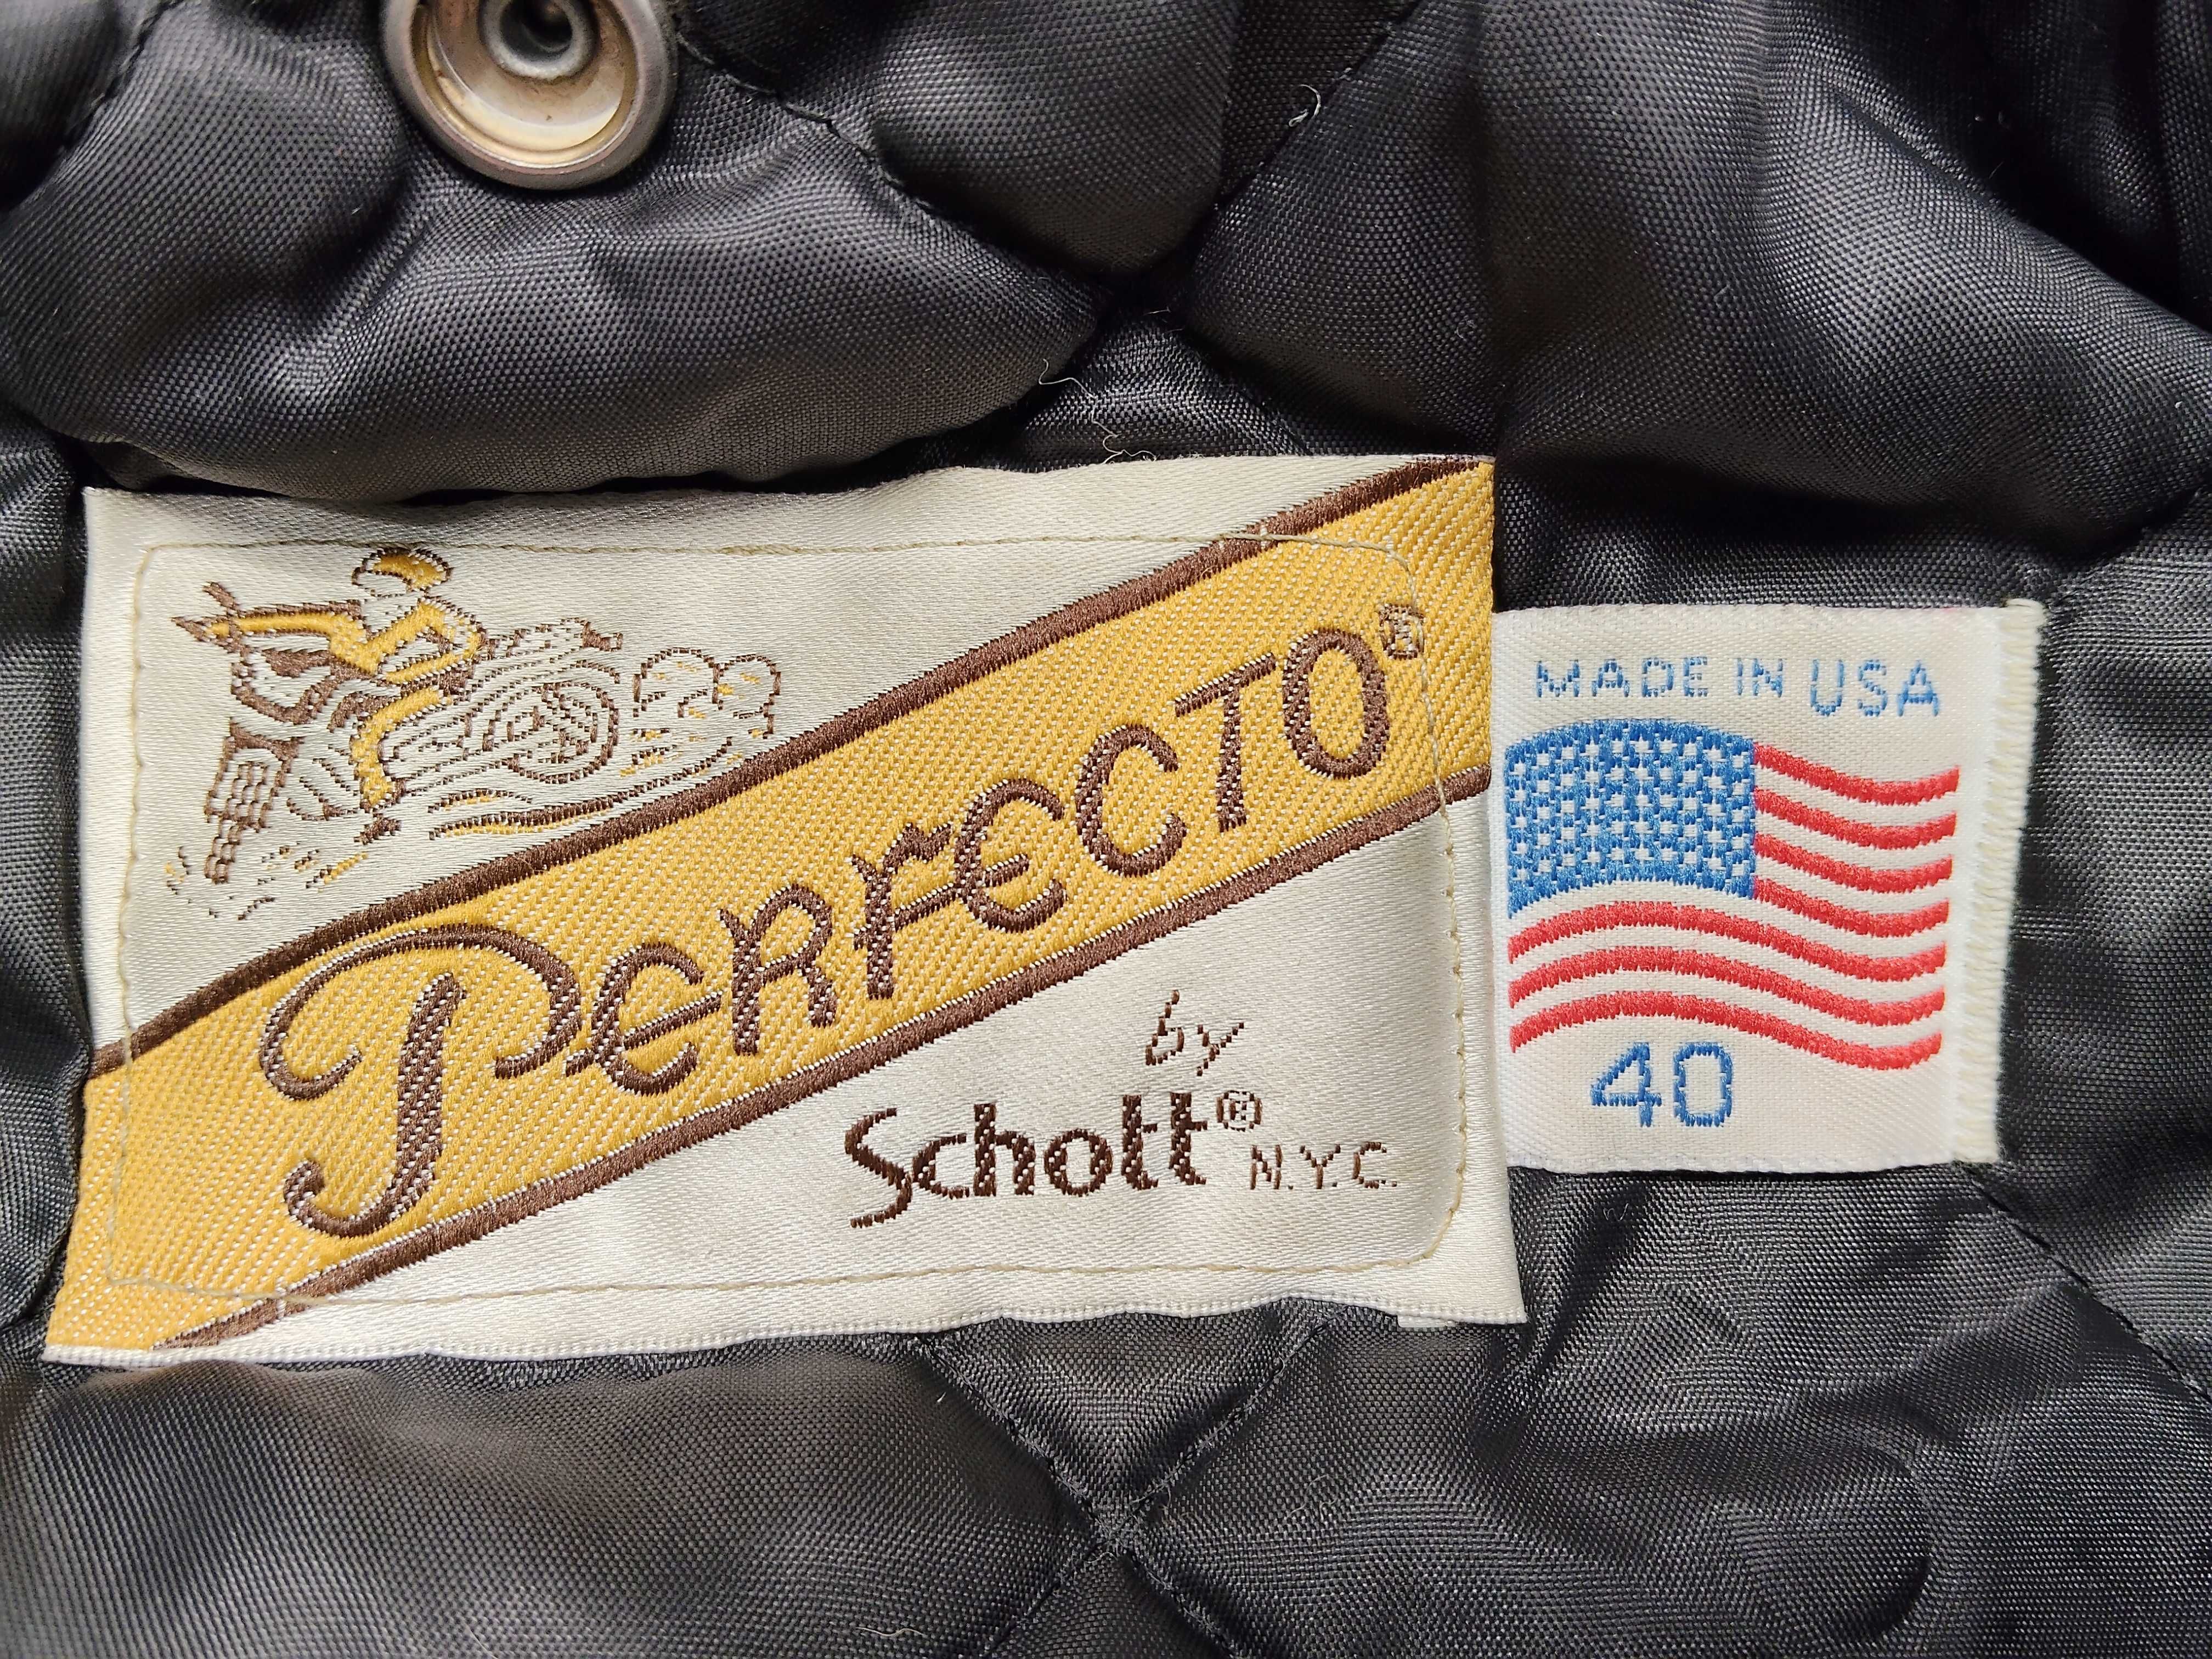 PERFECTO®
by
Schott® N.Y.C.
MADE IN USA
40